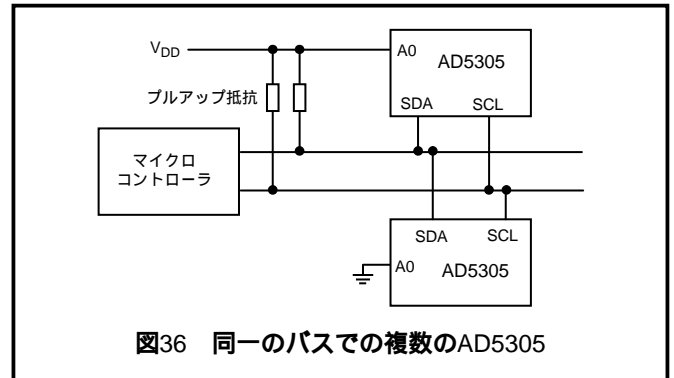 VDD
A0
AD5305
プルアップ抵抗
SDA SCL
マイクロ
コントローラ
SDA SCL
A0
AD5305
図36 同一のバスでの複数のAD5305